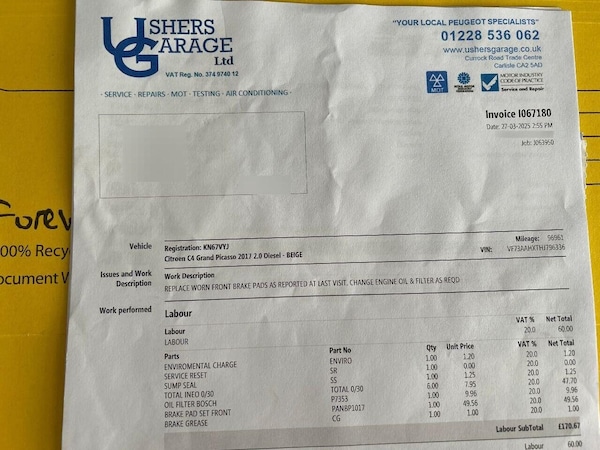 USHERS
GARAGE
Ltd
VAT Reg. No. 374 9740 12
- SERVICE - REPAIRS - MOT - TESTING - AIR CONDITIONING -
"YOUR LOCAL PEUGEOT SPECIALISTS"
01228 536 062
www.ushersgarage.co.uk
Currock Road Trade Centre
Carlisle CA2 5AD
MOT
MOTOR INDUSTRY
CODE OF PRACTICE
Service and Repair
Invoice I067180
Date: 27-03-2025 2:55 PM
Job: J063950
Forev
00% Recy
ocument W
Vehicle Registration: KN67VYJ Mileage: 56961
Citroen C4 Grand Picasso 2017 2.0 Diesel - BEIGE VIN: VF73AAHXTHJ796336
Issues and Work Description Work Description
REPLACE WORN FRONT BRAKE PADS AS REPORTED AT LAST VISIT. CHANGE ENGINE OIL & FILTER AS REQD
Work performed Labour
Labour VAT % Net Total
LABOUR 20.0 60.00
Parts Part No Qty Unit Price VAT % Net Total
ENVIROMENTAL CHARGE ENVIRO 1.00 1.20 20.0 1.20
SERVICE RESET SR 1.00 0.00 20.0 0.00
SUMP SEAL SS 1.00 1.25 20.0 1.25
TOTAL INEO 0/30 TOTAL 0/30 6.00 7.95 20.0 47.70
OIL FILTER BOSCH P7353 1.00 9.96 20.0 9.96
BRAKE PAD SET FRONT PANBP1017 1.00 49.56 20.0 49.56
BRAKE GREASE CG 1.00 1.00 20.0 1.00
Labour SubTotal £170.67
Labour 60.00